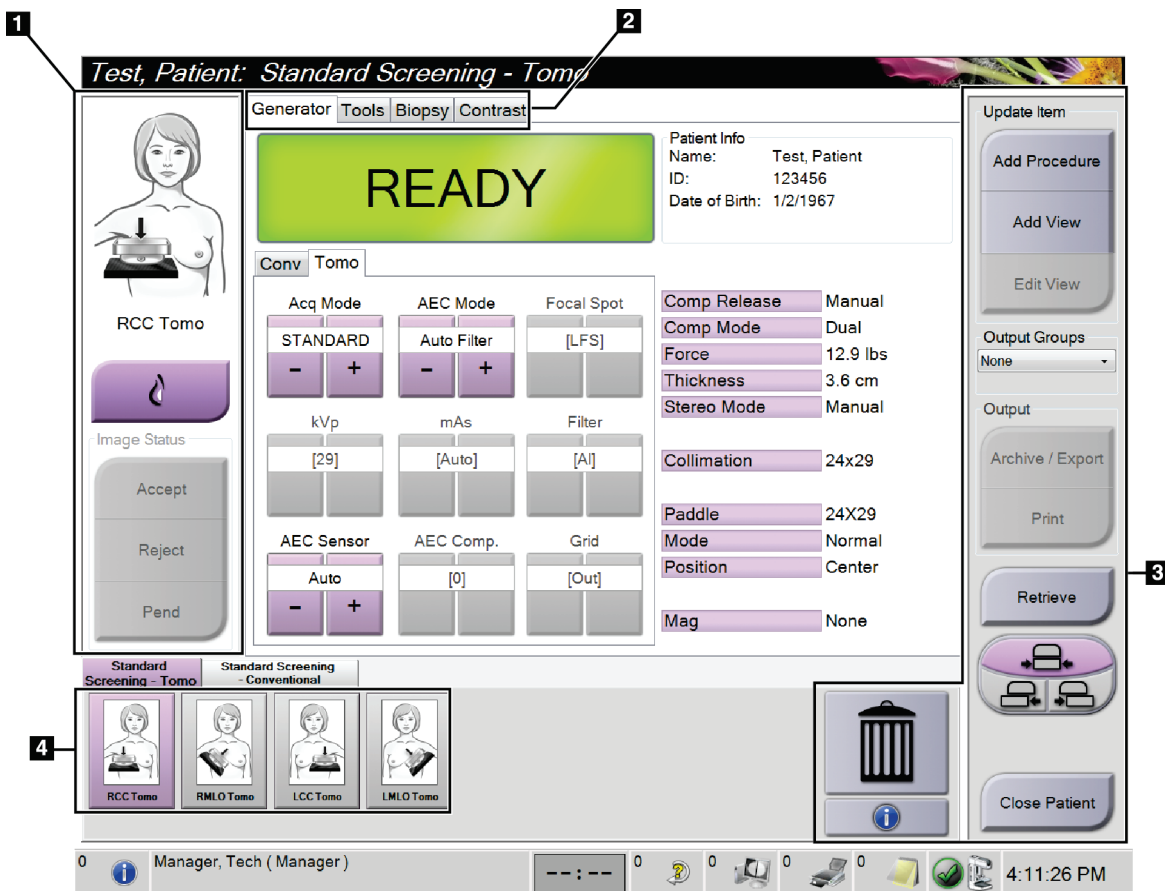 1
2
Test, Patient: Standard Screening - Tomo
Generator Tools Biopsy Contrast
READY
Patient Info
Name: Test, Patient
ID: 123456
Date of Birth: 1/2/1967
RCC Tomo
Image Status
Accept
Reject
Pend
Conv Tomo
Acq Mode AEC Mode Focal Spot
STANDARD Auto Filter [LFS]
- + - +
kVp mAs Filter
[29] [Auto] [Al]
AEC Sensor AEC Comp. Grid
Auto [0] [Out]
- +
Comp Release Manual
Comp Mode Dual
Force 12.9 lbs
Thickness 3.6 cm
Stereo Mode Manual
Collimation 24x29
Paddle 24X29
Mode Normal
Position Center
Mag None
Update Item
Add Procedure
Add View
Edit View
Output Groups
None
Output
Archive / Export
Print
Retrieve
Close Patient
3
Standard
Screening - Tomo
Standard Screening
- Conventional
4
RCC Tomo RMLO Tomo LCC Tomo LMLO Tomo
i
0 i Manager, Tech ( Manager ) --:-- 0 ? 0 0 0 4:11:26 PM